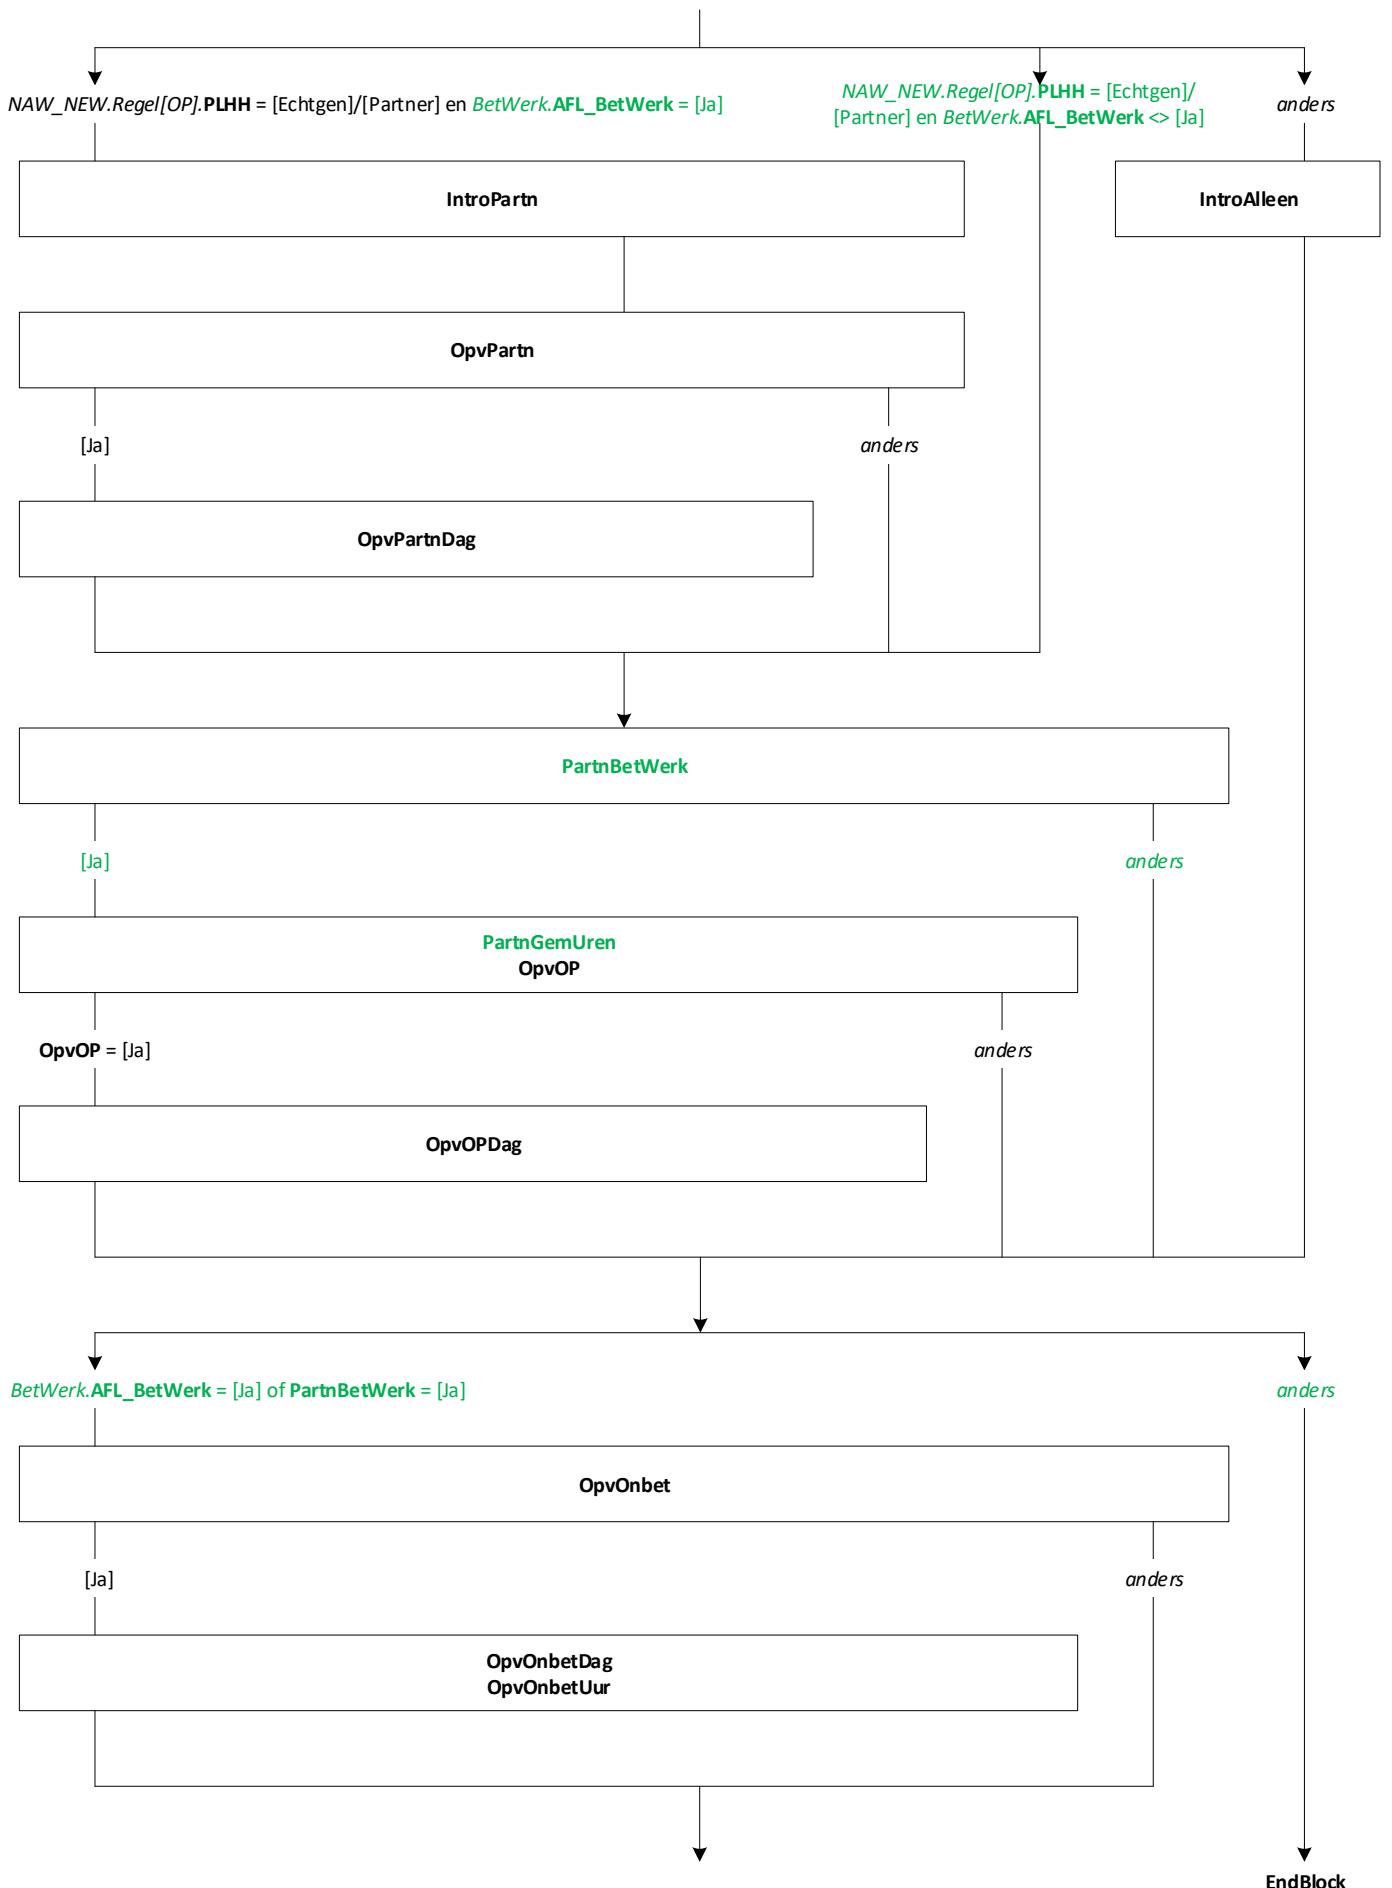 NAW_NEW.Regel[OP].PLHH = [Echtgen]/[Partner] en BetWerk.AFL_BetWerk = [Ja]
NAW_NEW.Regel[OP].PLHH = [Echtgen]/
[Partner] en BetWerk.AFL_BetWerk <> [Ja]
anders
IntroPartn
IntroAlleen
OpvPartn
[Ja]
anders
OpvPartnDag
PartnBetWerk
[Ja]
anders
PartnGemUren
OpvOP
OpvOP = [Ja]
anders
OpvOPDag
BetWerk.AFL_BetWerk = [Ja] of PartnBetWerk = [Ja]
anders
OpvOnbet
[Ja]
anders
OpvOnbetDag
OpvOnbetUur
EndBlock